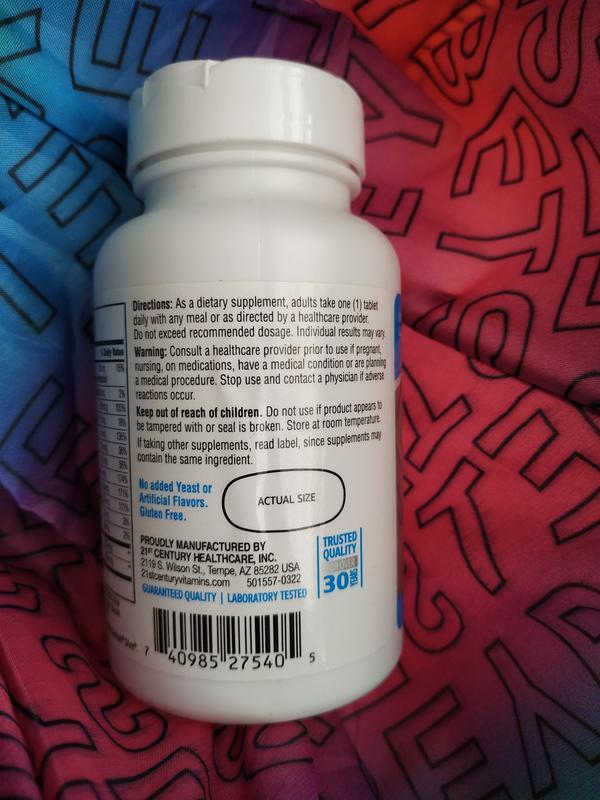 % Daily Value
Directions: As a dietary supplement, adults take one (1) tablet
daily with any meal or as directed by a healthcare provider.
Do not exceed recommended dosage. Individual results may vary.
Warning: Consult a healthcare provider prior to use if pregnant,
nursing, on medications, have a medical condition or are planning
a medical procedure. Stop use and contact a physician if adverse
reactions occur.
Keep out of reach of children. Do not use if product appears to
be tampered with or seal is broken. Store at room temperature.
If taking other supplements, read label, since supplements may
contain the same ingredient.
No added Yeast or
Artificial Flavors.
Gluten Free.
ACTUAL SIZE
PROUDLY MANUFACTURED BY
21ST CENTURY HEALTHCARE, INC.
2119 S. Wilson St., Tempe, AZ 85282 USA
21stcenturyvitamins.com 501557-0322
GUARANTEED QUALITY | LABORATORY TESTED
TRUSTED
QUALITY
FOR OVER
30 YEARS
7 40985 27540 5